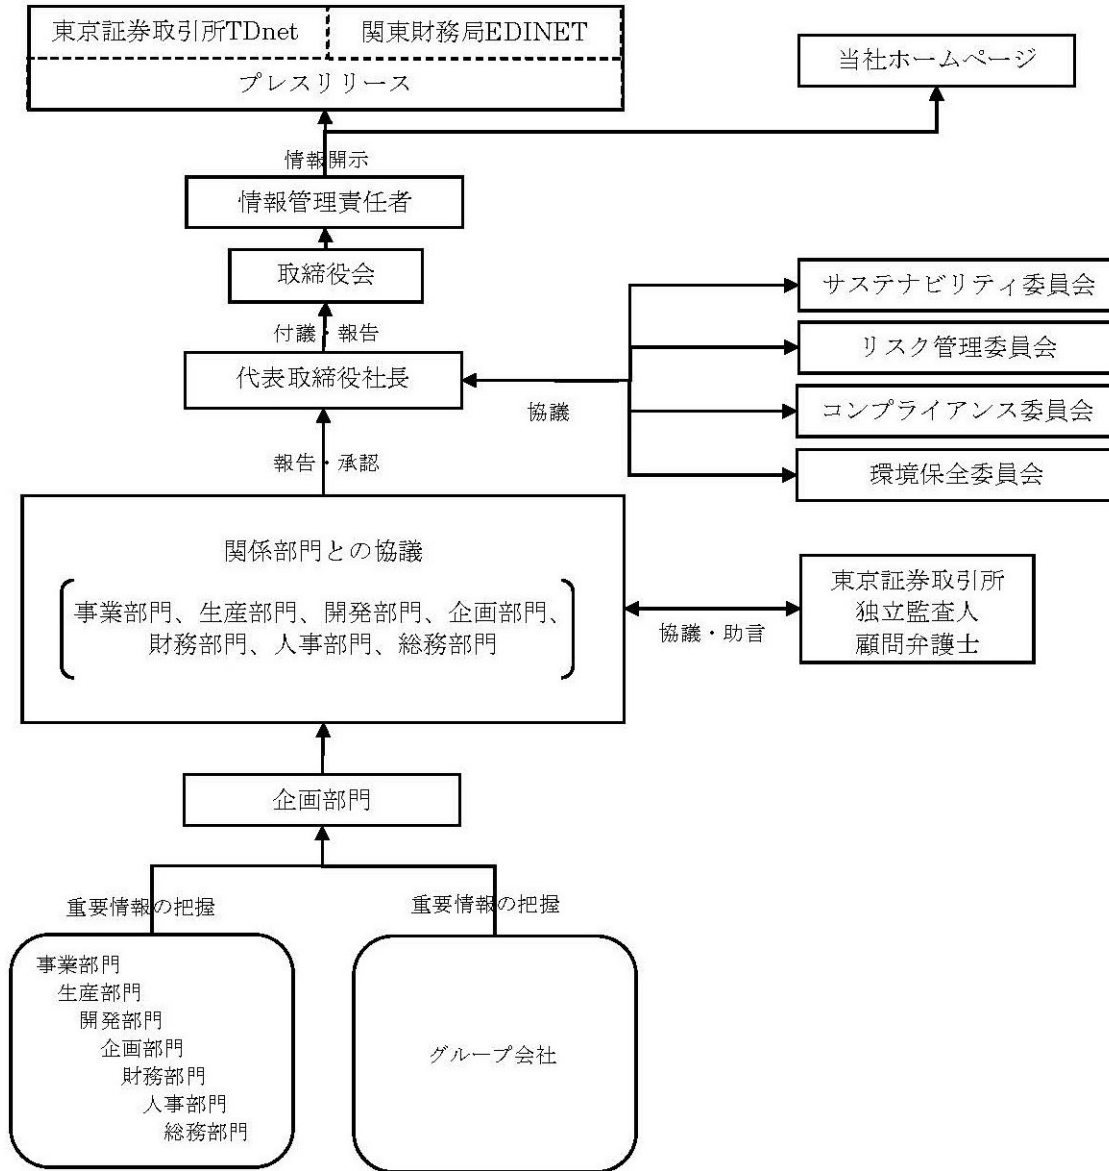 東京証券取引所TDnet
関東財務局EDINET
プレスリリース
当社ホームページ
情報開示
情報管理責任者
取締役会
付議・報告
代表取締役社長
協議
サステナビリティ委員会
リスク管理委員会
コンプライアンス委員会
環境保全委員会
報告・承認
関係部門との協議
事業部門、生産部門、開発部門、企画部門、
財務部門、人事部門、総務部門
協議・助言
東京証券取引所
独立監査人
顧問弁護士
企画部門
重要情報の把握
重要情報の把握
事業部門
生産部門
開発部門
企画部門
財務部門
人事部門
総務部門
グループ会社